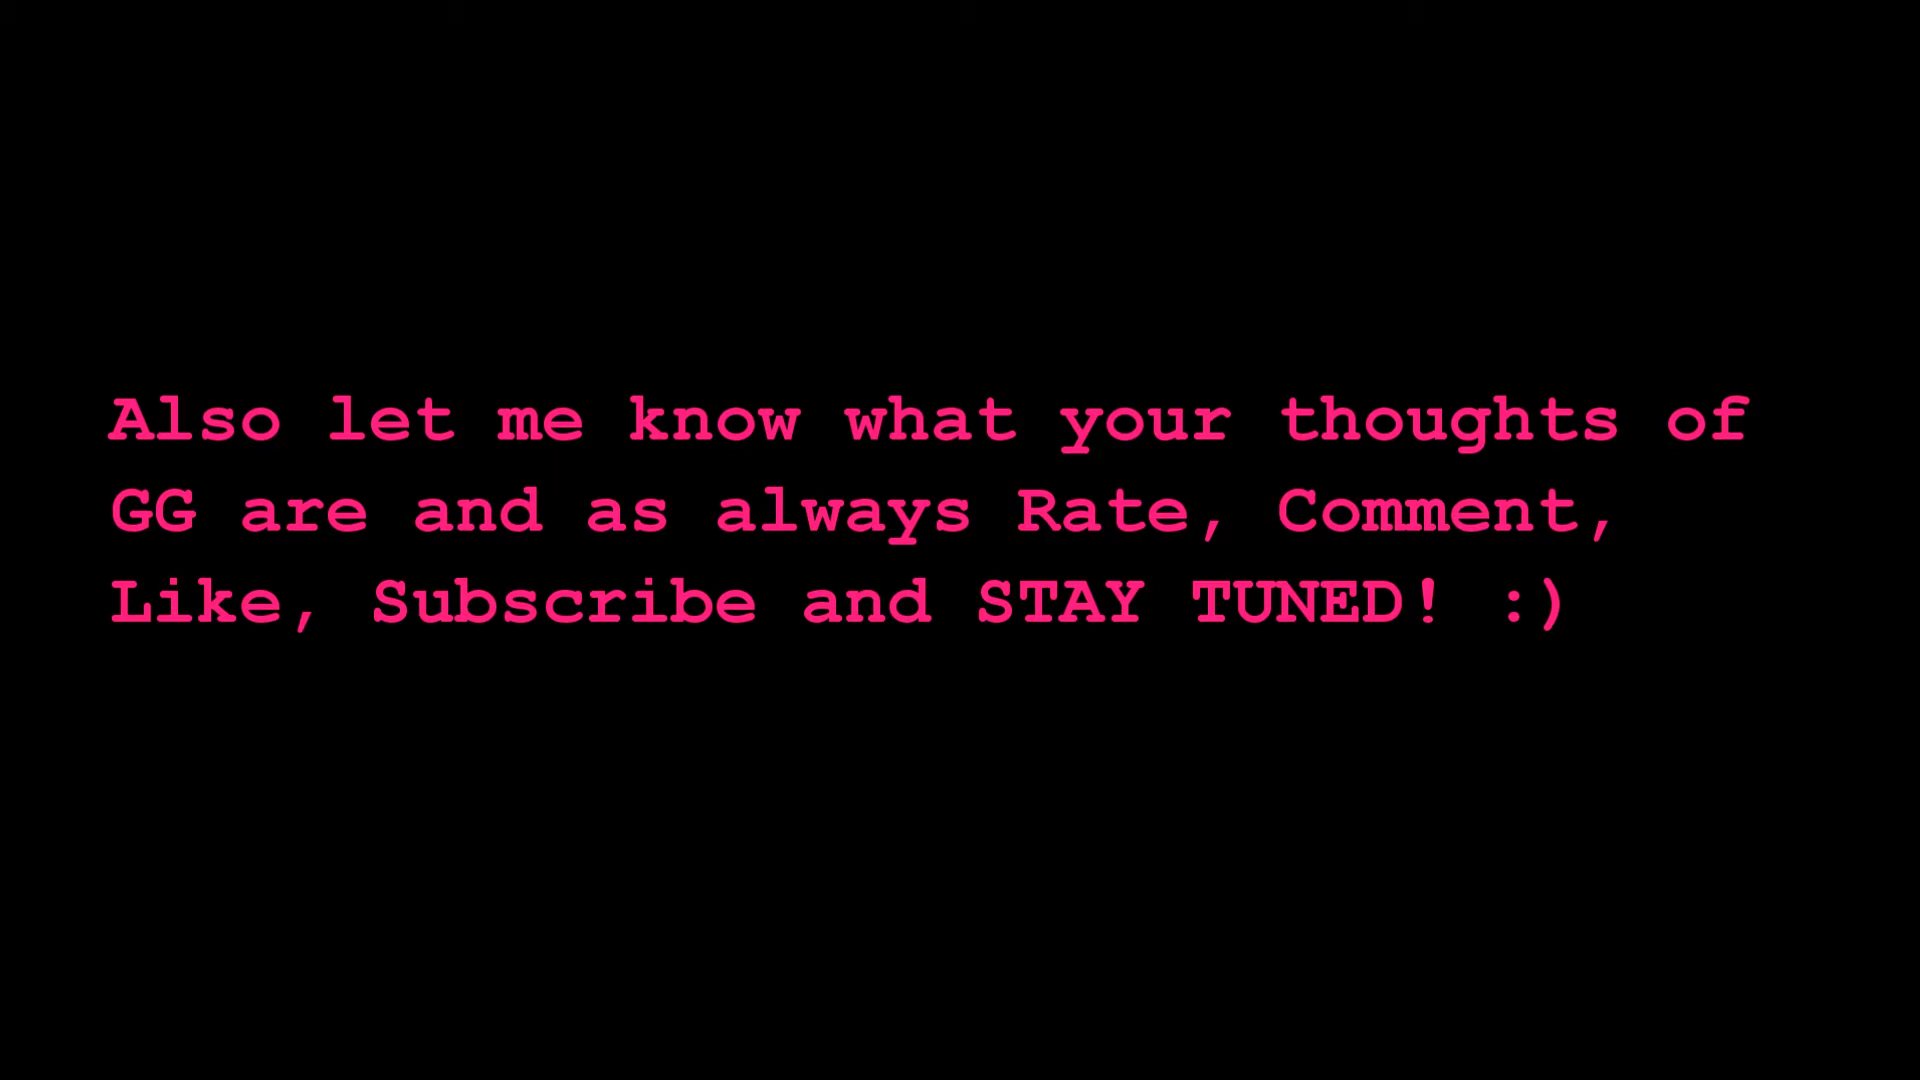 Also let me know what your thoughts of
GG are and as always Rate, Comment,
Like, Subscribe and STAY TUNED! :)